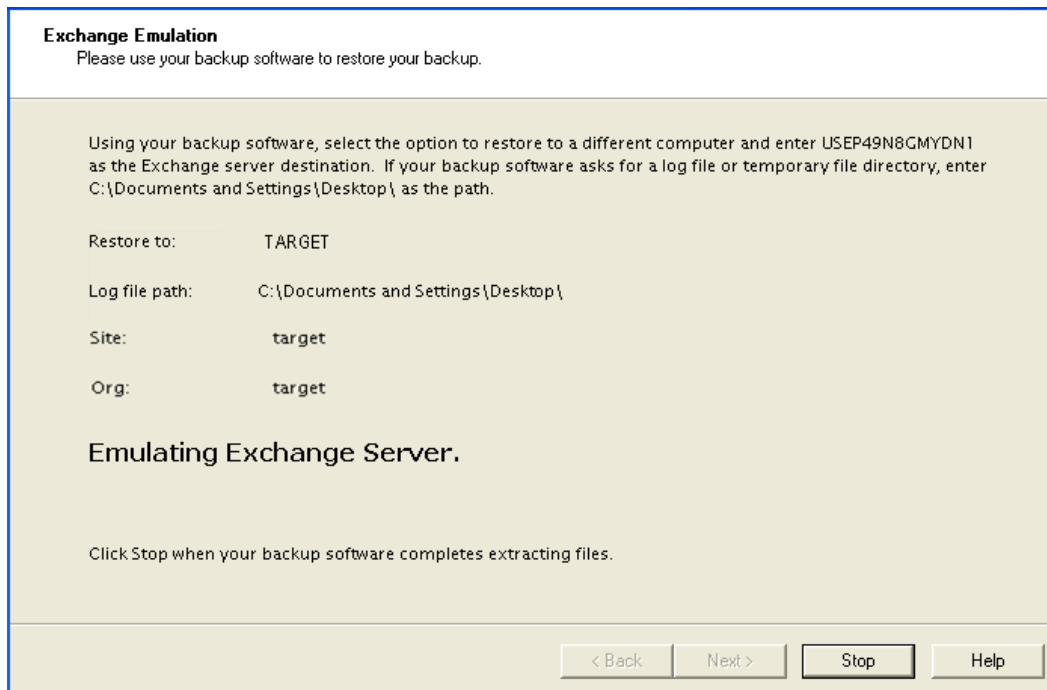 Exchange Emulation
Please use your backup software to restore your backup.
Using your backup software, select the option to restore to a different computer and enter USEP49N8GMYDN1
as the Exchange server destination. If your backup software asks for a log file or temporary file directory, enter
C:\Documents and Settings\Desktop\ as the path.
Restore to: TARGET
Log file path: C:\Documents and Settings\Desktop\
Site: target
Org: target
Emulating Exchange Server.
Click Stop when your backup software completes extracting files.
< Back Next > Stop Help